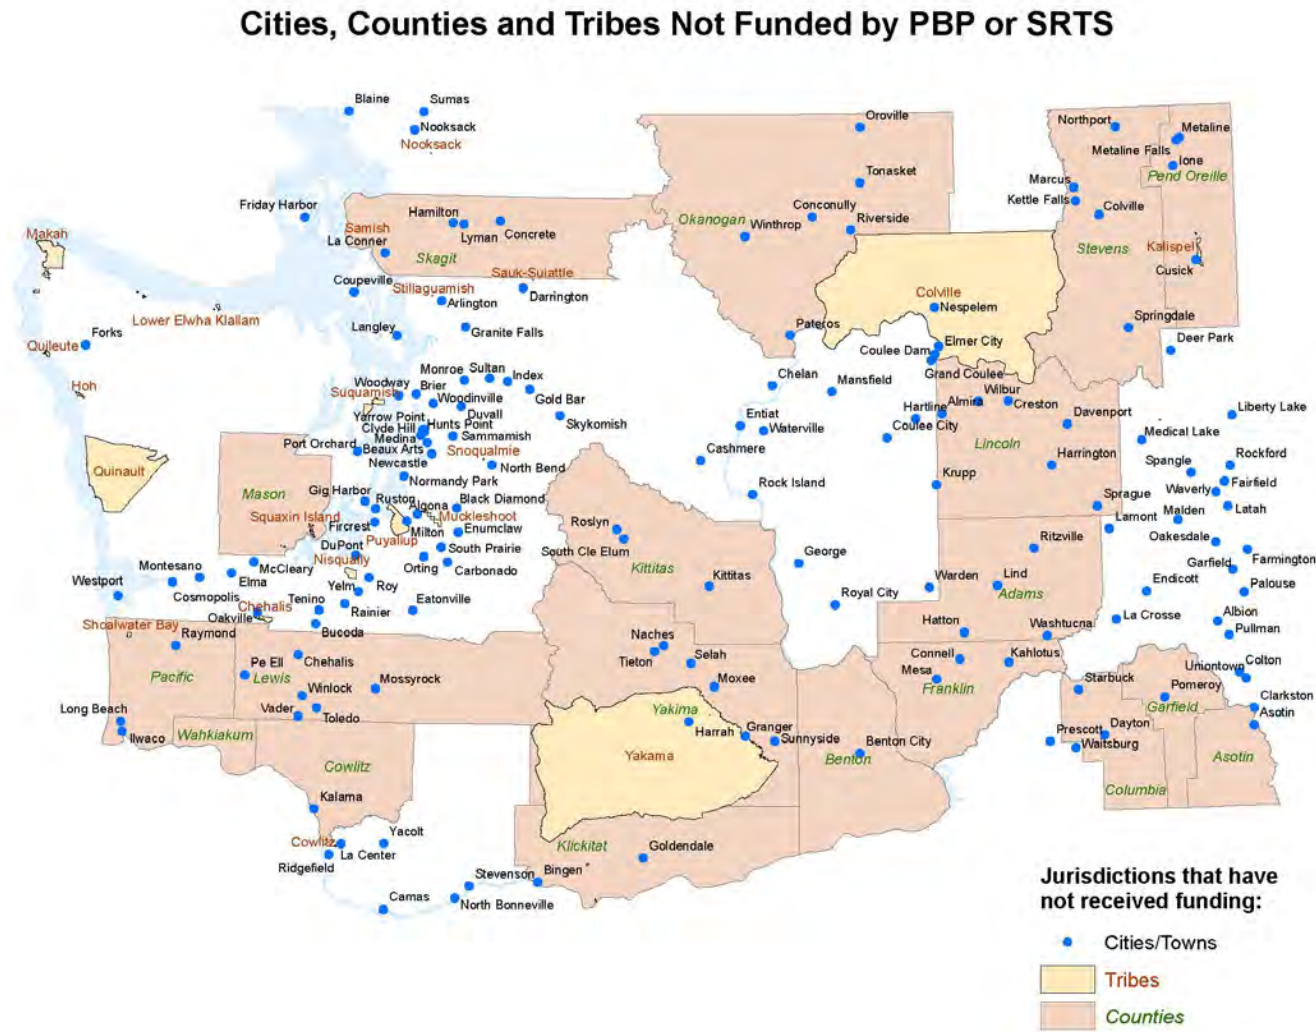 Cities, Counties and Tribes Not Funded by PBP or SRTS
Blaine
Sumas
Nooksack
Nooksack
Oroville
Northport
Metaline
Metaline Falls
Ione
Pend Oreille
Tonasket
Marcus
Kettle Falls
Colville
Friday Harbor
Hamilton
Lyman
Concrete
Conconully
Okanogan
Winthrop
Riverside
Makah
Samish
La Conner
Skagit
Stevens
Kalispel
Cusick
Sauk-Suiattle
Coupeville
Stillaguamish
Darrington
Arlington
Colville
Nespelem
Lower Elwha Klallam
Forks
Quileute
Langley
Granite Falls
Pateros
Springdale
Deer Park
Coulee Dam
Elmer City
Grand Coulee
Hoh
Monroe
Sultan
Index
Woodway
Brier
Suquamish
Woodinville
Gold Bar
Chelan
Mansfield
Wilbur
Almira
Creston
Yarrow Point
Duvall
Clyde Hill
Hunts Point
Skykomish
Entiat
Waterville
Hartline
Coulee City
Davenport
Liberty Lake
Medina
Sammamish
Port Orchard
Beaux Arts
Snoqualmie
Cashmere
Lincoln
Medical Lake
Harrington
Rockford
Spangle
Newcastle
North Bend
Quinault
Normandy Park
Rock Island
Krupp
Fairfield
Waverly
Mason
Gig Harbor
Ruston
Algona
Black Diamond
Sprague
Latah
Malden
Lamont
Squaxin Island
Muckleshoot
Fircrest
Milton
Enumclaw
Roslyn
Puyallup
Oakesdale
Ritzville
DuPont
South Prairie
South Cle Elum
George
Nisqually
Farmington
Garfield
Montesano
McCleary
Orting
Carbonado
Kittitas
Kittitas
Westport
Elma
Yelm
Roy
Warden
Lind
Adams
Endicott
Palouse
Cosmopolis
Royal City
Chehalis
Tenino
Rainier
Eatonville
Oakville
Shoalwater Bay
Raymond
Bucoda
Hatton
Washtucna
La Crosse
Albion
Pullman
Naches
Tieton
Selah
Connell
Kahlotus
Mesa
Franklin
Pe Ell
Chehalis
Lewis
Pacific
Winlock
Mossyrock
Moxee
Starbuck
Uniontown
Colton
Pomeroy
Garfield
Clarkston
Asotin
Long Beach
Vader
Toledo
Yakima
Ilwaco
Wahkiakum
Harrah
Granger
Sunnyside
Benton City
Prescott
Dayton
Waitsburg
Yakama
Benton
Asotin
Cowlitz
Columbia
Kalama
Yacolt
Cowlitz
La Center
Ridgefield
Klickitat
Goldendale
Stevenson
Bingen
Camas
North Bonneville
Jurisdictions that have
not received funding:
Cities/Towns
Tribes
Counties